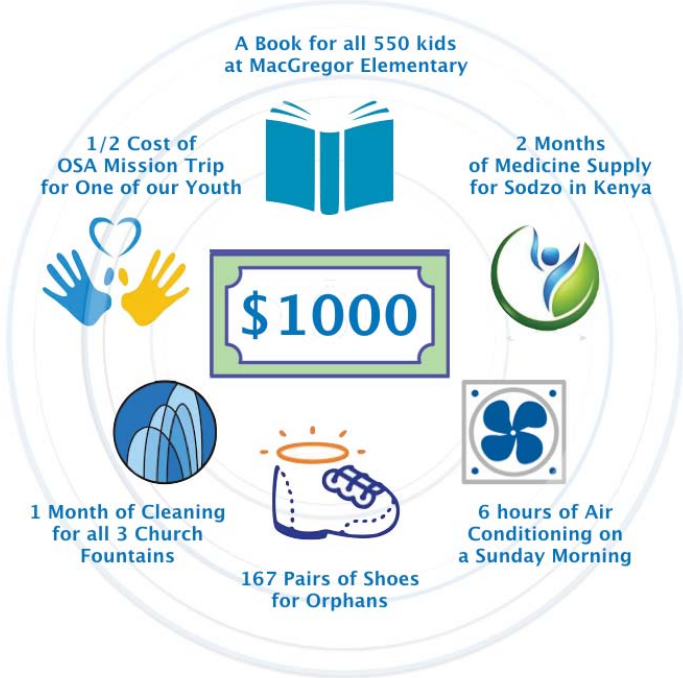 A Book for all 550 kids
at MacGregor Elementary
1/2 Cost of
OSA Mission Trip
for One of our Youth
2 Months
of Medicine Supply
for Sodzo in Kenya
$1000
1 Month of Cleaning
for all 3 Church
Fountains
167 Pairs of Shoes
for Orphans
6 hours of Air
Conditioning on
a Sunday Morning